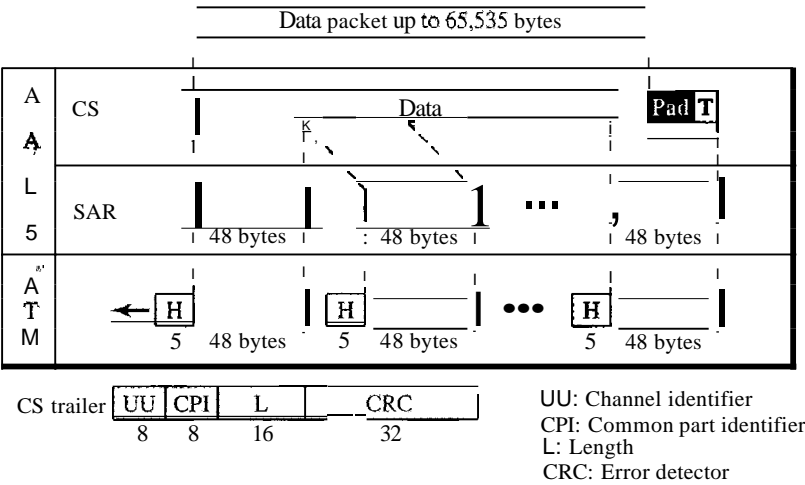 Data packet up to 65,535 bytes
A
A
L
5
CS
Data
Pad T
SAR
48 bytes
48 bytes
...
48 bytes
A
T
M
H
H
•••
H
5
48 bytes
5
48 bytes
5
48 bytes
CS trailer UU CPI L CRC
8 8 16 32
UU: Channel identifier
CPI: Common part identifier
L: Length
CRC: Error detector